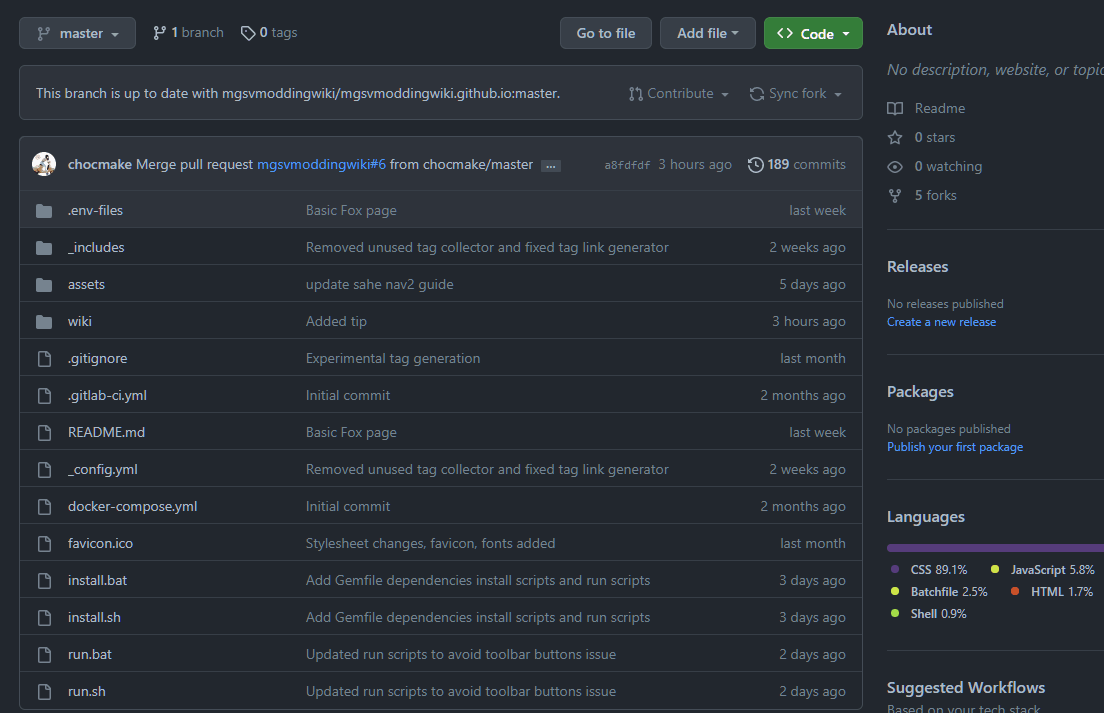 master 1 branch 0 tags Go to file Add file Code
This branch is up to date with mgsvmoddingwiki/mgsvmoddingwiki.github.io:master. Contribute Sync fork
chocmake Merge pull request mgsvmoddingwiki#6 from chocmake/master ... a8fdfdf 3 hours ago 189 commits
.env-files Basic Fox page last week
_includes Removed unused tag collector and fixed tag link generator 2 weeks ago
assets update sahe nav2 guide 5 days ago
wiki Added tip 3 hours ago
.gitignore Experimental tag generation last month
.gitlab-ci.yml Initial commit 2 months ago
README.md Basic Fox page last week
_config.yml Removed unused tag collector and fixed tag link generator 2 weeks ago
docker-compose.yml Initial commit 2 months ago
favicon.ico Stylesheet changes, favicon, fonts added last month
install.bat Add Gemfile dependencies install scripts and run scripts 3 days ago
install.sh Add Gemfile dependencies install scripts and run scripts 3 days ago
run.bat Updated run scripts to avoid toolbar buttons issue 2 days ago
run.sh Updated run scripts to avoid toolbar buttons issue 2 days ago
About
No description, website, or topic
Readme
0 stars
0 watching
5 forks
Releases
No releases published
Create a new release
Packages
No packages published
Publish your first package
Languages
CSS 89.1% JavaScript 5.8%
Batchfile 2.5% HTML 1.7%
Shell 0.9%
Suggested Workflows
Based on your tech stack